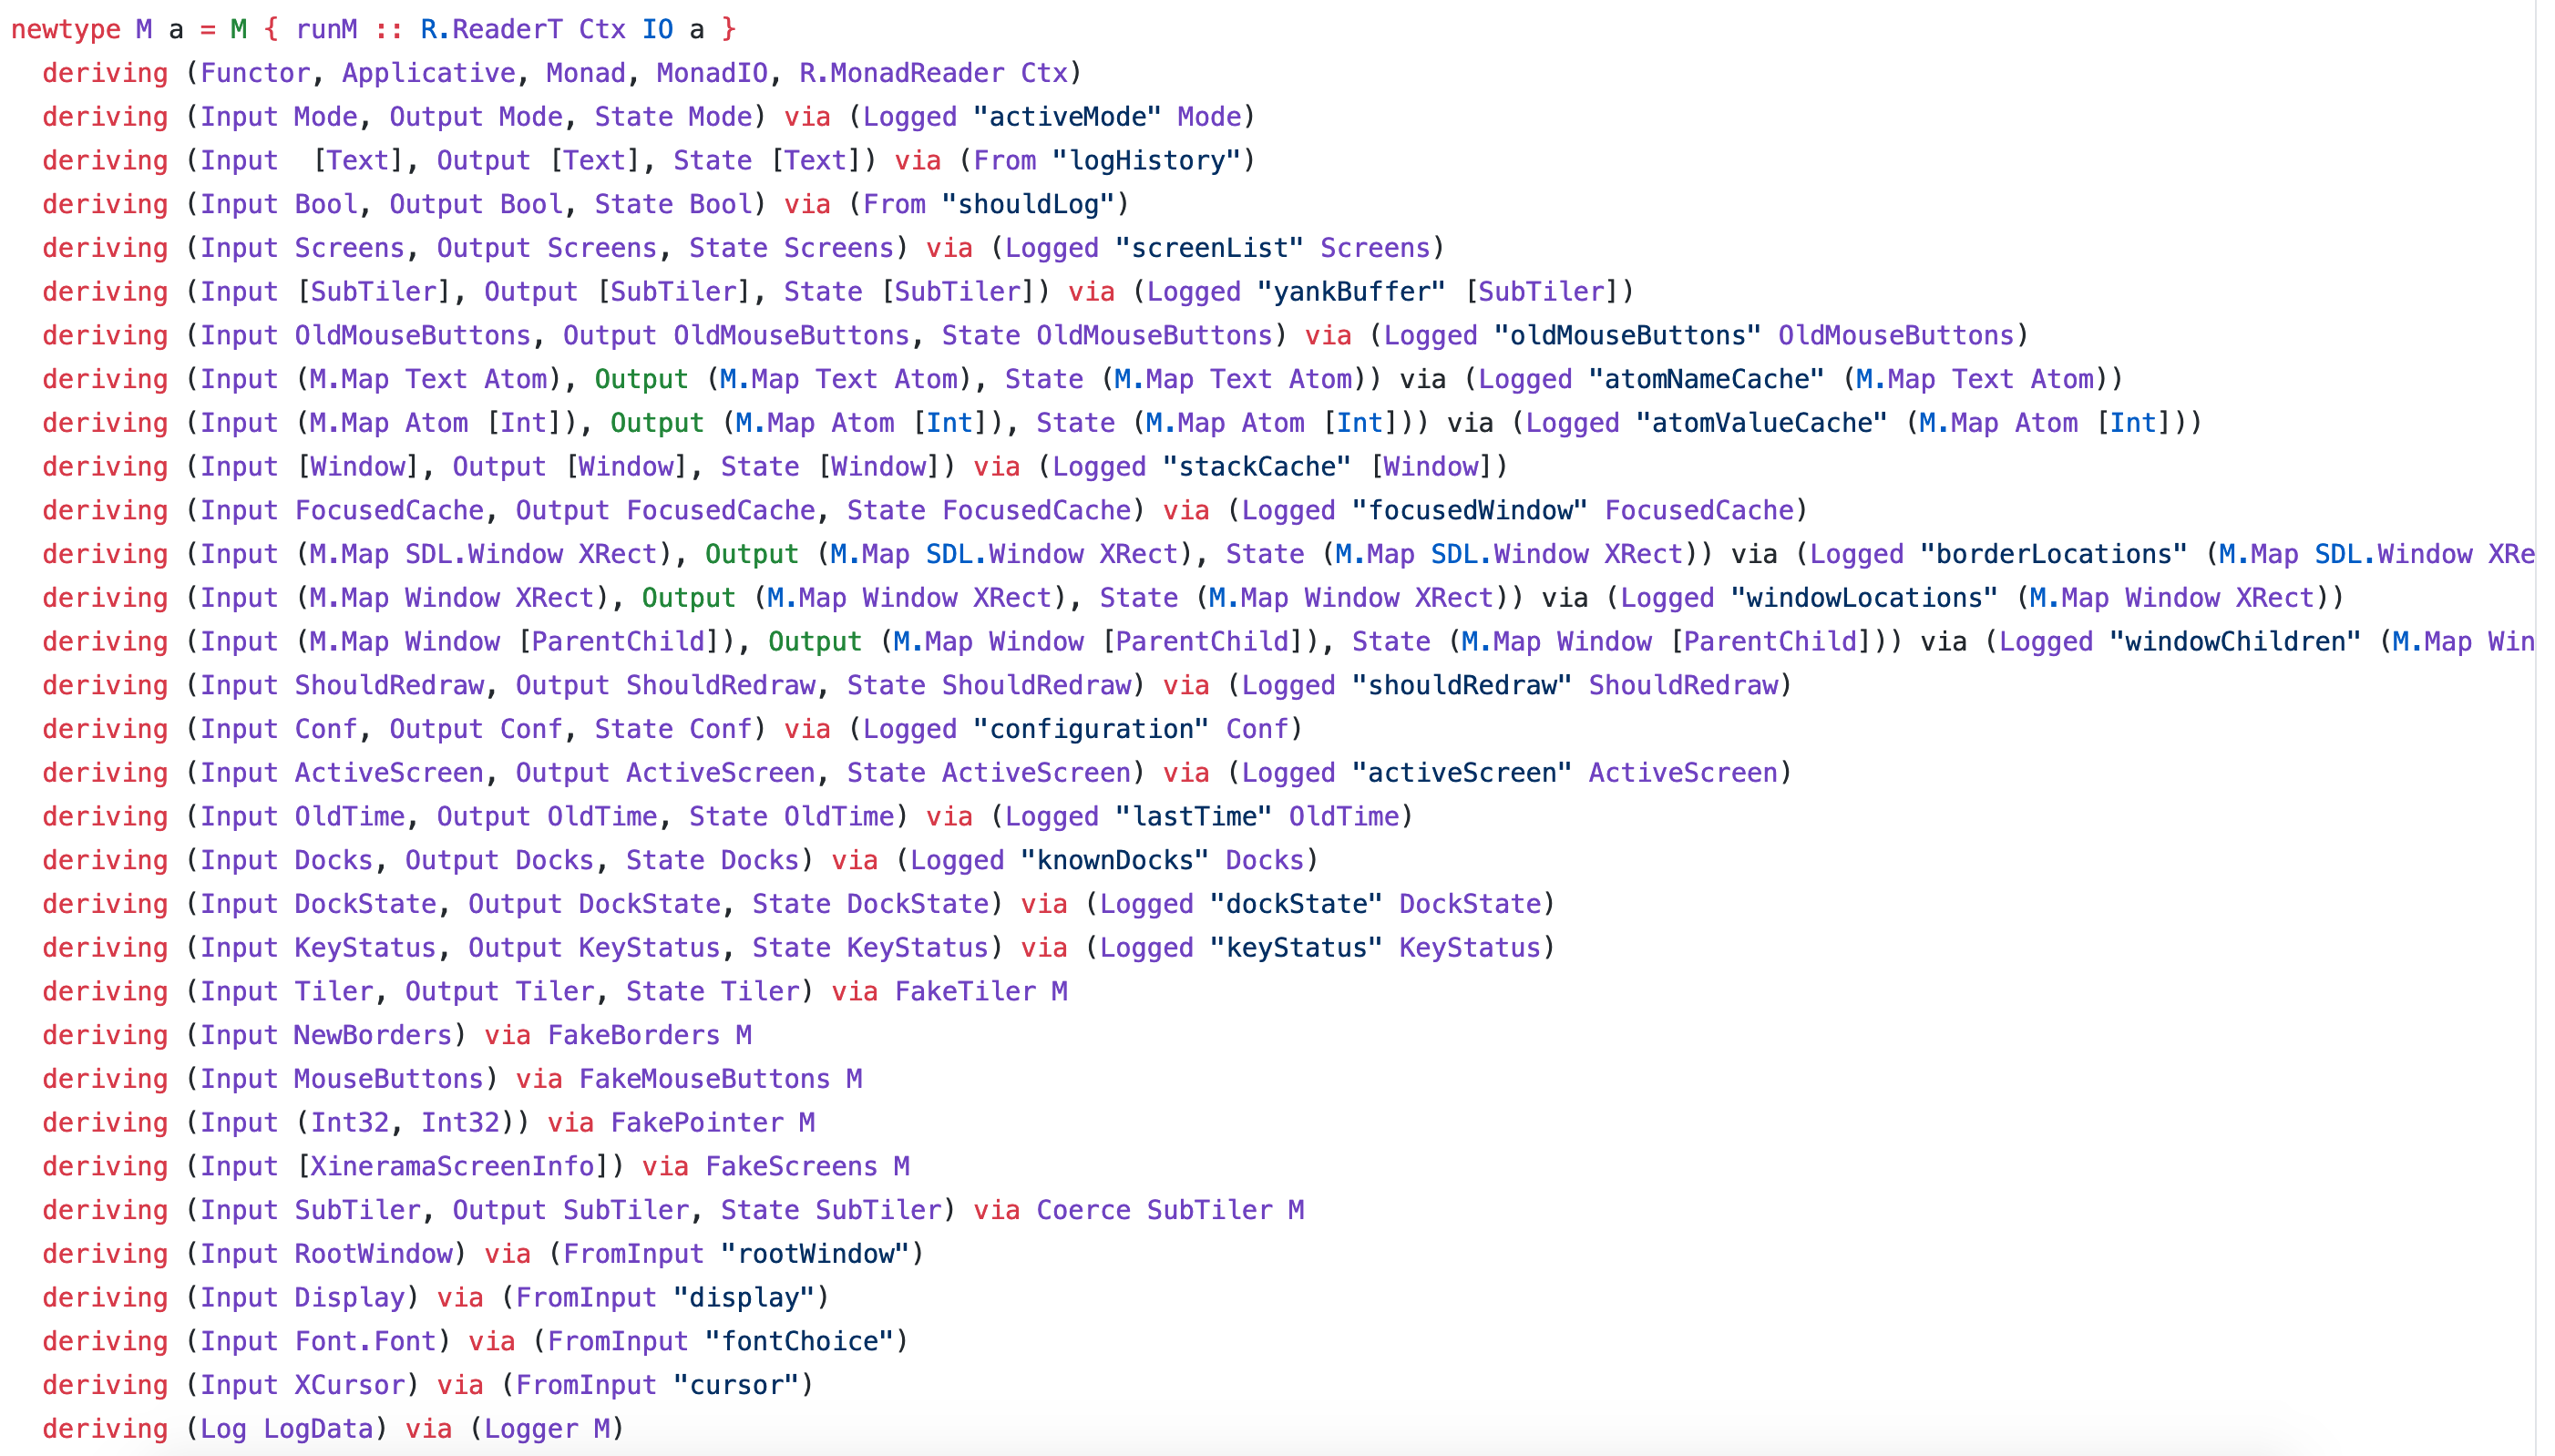 newtype M a = M { runM :: R.ReaderT Ctx IO a }
  deriving (Functor, Applicative, Monad, MonadIO, R.MonadReader Ctx)
  deriving (Input Mode, Output Mode, State Mode) via (Logged "activeMode" Mode)
  deriving (Input  [Text], Output [Text], State [Text]) via (From "logHistory")
  deriving (Input Bool, Output Bool, State Bool) via (From "shouldLog")
  deriving (Input Screens, Output Screens, State Screens) via (Logged "screenList" Screens)
  deriving (Input [SubTiler], Output [SubTiler], State [SubTiler]) via (Logged "yankBuffer" [SubTiler])
  deriving (Input OldMouseButtons, Output OldMouseButtons, State OldMouseButtons) via (Logged "oldMouseButtons" OldMouseButtons)
  deriving (Input (M.Map Text Atom), Output (M.Map Text Atom), State (M.Map Text Atom)) via (Logged "atomNameCache" (M.Map Text Atom))
  deriving (Input (M.Map Atom [Int]), Output (M.Map Atom [Int]), State (M.Map Atom [Int])) via (Logged "atomValueCache" (M.Map Atom [Int]))
  deriving (Input [Window], Output [Window], State [Window]) via (Logged "stackCache" [Window])
  deriving (Input FocusedCache, Output FocusedCache, State FocusedCache) via (Logged "focusedWindow" FocusedCache)
  deriving (Input (M.Map SDL.Window XRect), Output (M.Map SDL.Window XRect), State (M.Map SDL.Window XRect)) via (Logged "borderLocations" (M.Map SDL.Window XRe
  deriving (Input (M.Map Window XRect), Output (M.Map Window XRect), State (M.Map Window XRect)) via (Logged "windowLocations" (M.Map Window XRect))
  deriving (Input (M.Map Window [ParentChild]), Output (M.Map Window [ParentChild]), State (M.Map Window [ParentChild])) via (Logged "windowChildren" (M.Map Win
  deriving (Input ShouldRedraw, Output ShouldRedraw, State ShouldRedraw) via (Logged "shouldRedraw" ShouldRedraw)
  deriving (Input Conf, Output Conf, State Conf) via (Logged "configuration" Conf)
  deriving (Input ActiveScreen, Output ActiveScreen, State ActiveScreen) via (Logged "activeScreen" ActiveScreen)
  deriving (Input OldTime, Output OldTime, State OldTime) via (Logged "lastTime" OldTime)
  deriving (Input Docks, Output Docks, State Docks) via (Logged "knownDocks" Docks)
  deriving (Input DockState, Output DockState, State DockState) via (Logged "dockState" DockState)
  deriving (Input KeyStatus, Output KeyStatus, State KeyStatus) via (Logged "keyStatus" KeyStatus)
  deriving (Input Tiler, Output Tiler, State Tiler) via FakeTiler M
  deriving (Input NewBorders) via FakeBorders M
  deriving (Input MouseButtons) via FakeMouseButtons M
  deriving (Input (Int32, Int32)) via FakePointer M
  deriving (Input [XineramaScreenInfo]) via FakeScreens M
  deriving (Input SubTiler, Output SubTiler, State SubTiler) via Coerce SubTiler M
  deriving (Input RootWindow) via (FromInput "rootWindow")
  deriving (Input Display) via (FromInput "display")
  deriving (Input Font.Font) via (FromInput "fontChoice")
  deriving (Input XCursor) via (FromInput "cursor")
  deriving (Log LogData) via (Logger M)